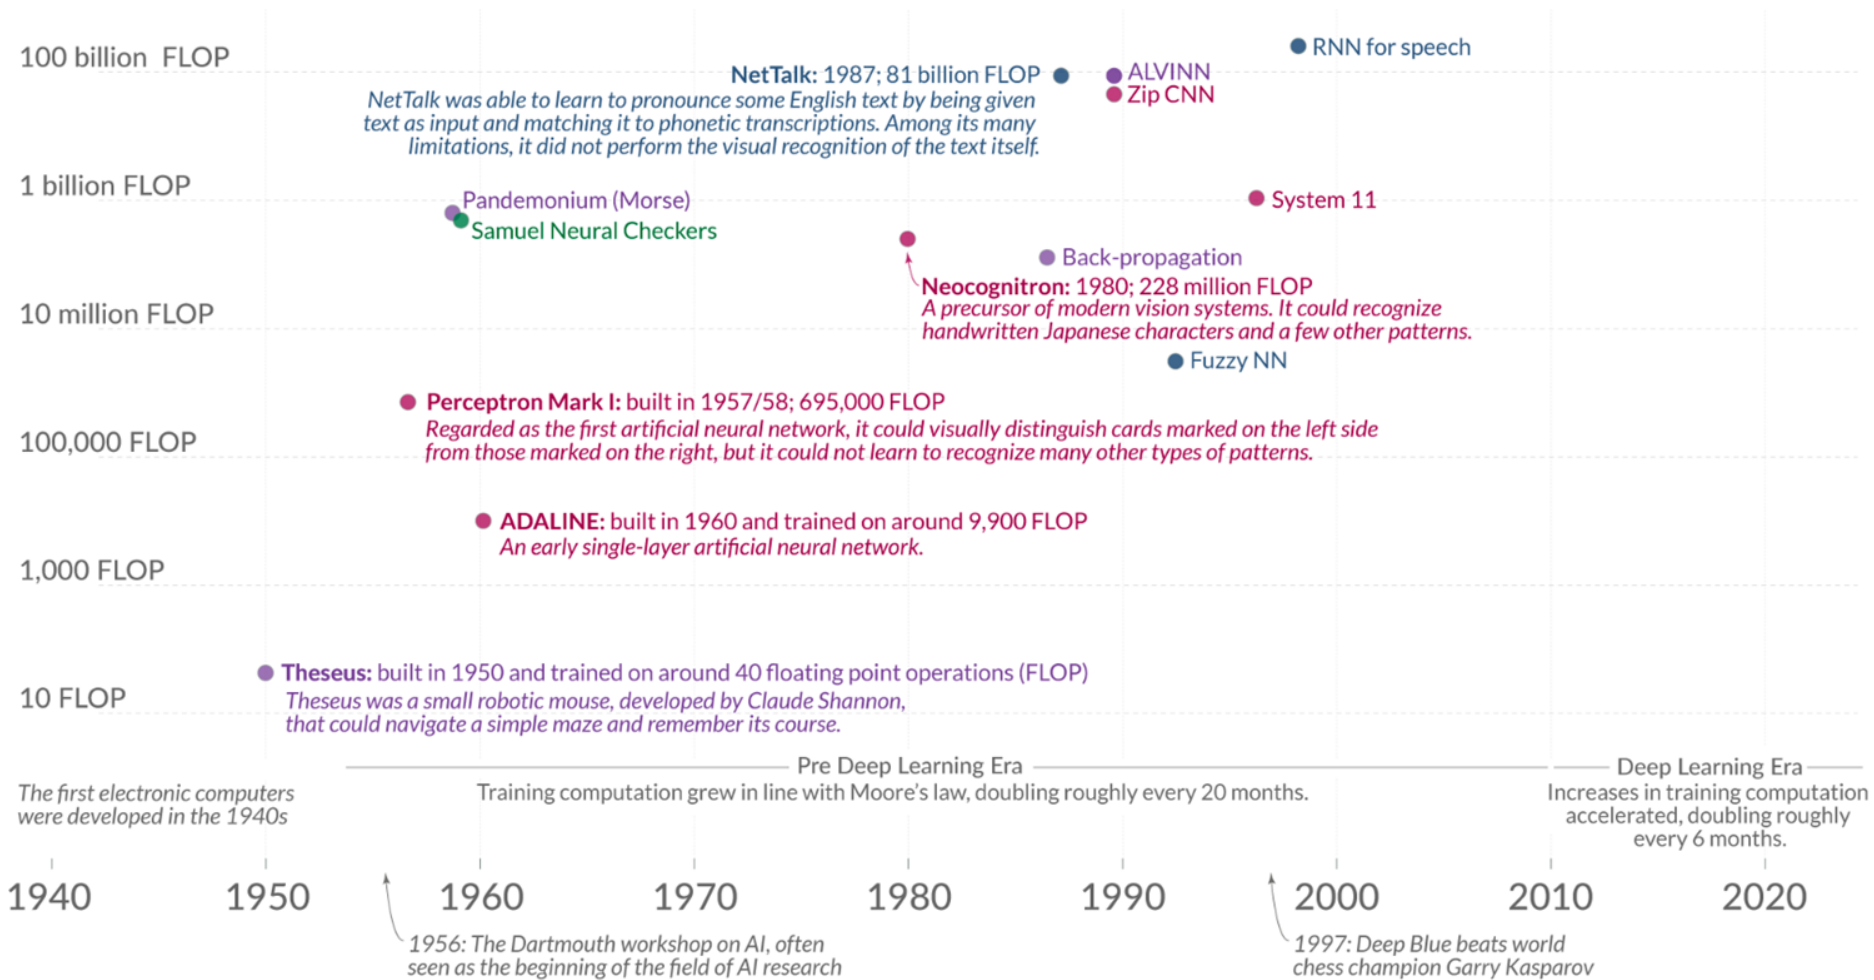 100 billion FLOP
RNN for speech
NetTalk: 1987; 81 billion FLOP
ALVINN
Zip CNN
NetTalk was able to learn to pronounce some English text by being given
text as input and matching it to phonetic transcriptions. Among its many
limitations, it did not perform the visual recognition of the text itself.
1 billion FLOP
Pandemonium (Morse)
Samuel Neural Checkers
System 11
Back-propagation
Neocognitron: 1980; 228 million FLOP
A precursor of modern vision systems. It could recognize
handwritten Japanese characters and a few other patterns.
10 million FLOP
Fuzzy NN
Perceptron Mark I: built in 1957/58; 695,000 FLOP
Regarded as the first artificial neural network, it could visually distinguish cards marked on the left side
from those marked on the right, but it could not learn to recognize many other types of patterns.
100,000 FLOP
ADALINE: built in 1960 and trained on around 9,900 FLOP
An early single-layer artificial neural network.
1,000 FLOP
Theseus: built in 1950 and trained on around 40 floating point operations (FLOP)
Theseus was a small robotic mouse, developed by Claude Shannon,
that could navigate a simple maze and remember its course.
10 FLOP
Pre Deep Learning Era
Training computation grew in line with Moore's law, doubling roughly every 20 months.
Deep Learning Era
Increases in training computation
accelerated, doubling roughly
every 6 months.
The first electronic computers
were developed in the 1940s
1940 1950 1960 1970 1980 1990 2000 2010 2020
1956: The Dartmouth workshop on AI, often
seen as the beginning of the field of AI research
1997: Deep Blue beats world
chess champion Garry Kasparov